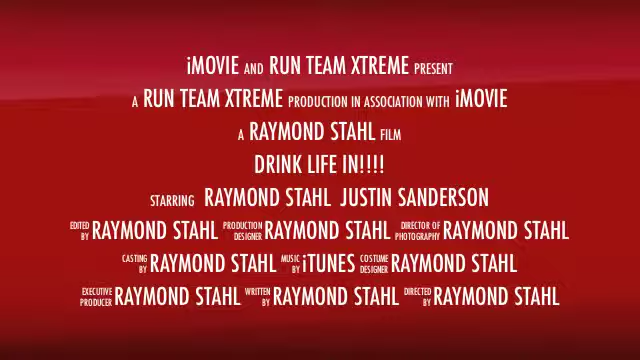 iMOVIE AND RUN TEAM XTREME PRESENT
A RUN TEAM XTREME PRODUCTION IN ASSOCIATION WITH iMOVIE
A RAYMOND STAHL FILM
DRINK LIFE IN!!!!
STARRING RAYMOND STAHL JUSTIN SANDERSON
EDITED BY RAYMOND STAHL PRODUCTION DESIGNER RAYMOND STAHL DIRECTOR OF PHOTOGRAPHY RAYMOND STAHL
CASTING BY RAYMOND STAHL MUSIC BY iTUNES COSTUME DESIGNER RAYMOND STAHL
EXECUTIVE PRODUCER RAYMOND STAHL WRITTEN BY RAYMOND STAHL DIRECTED BY RAYMOND STAHL